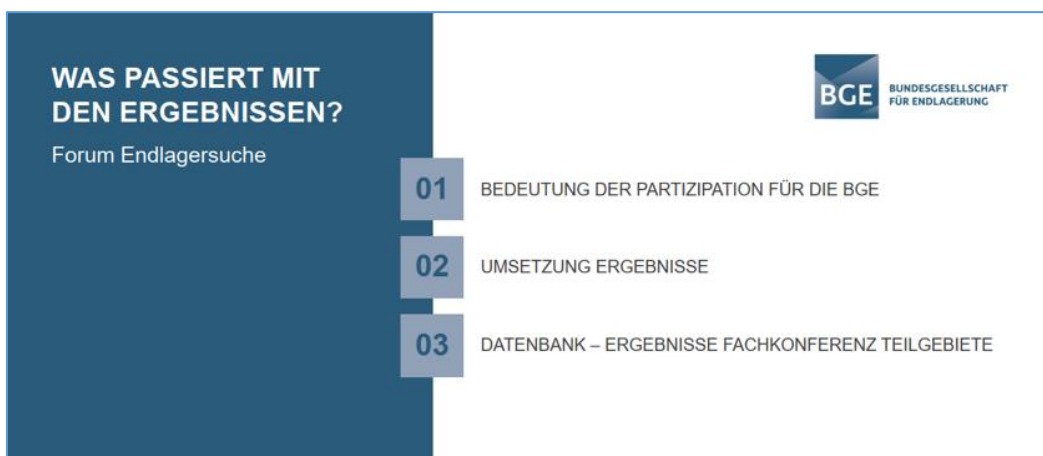 WAS PASSIERT MIT
DEN ERGEBNISSEN?
Forum Endlagersuche
BGE
BUNDESGESELLSCHAFT
FÜR ENDLAGERUNG
01 BEDEUTUNG DER PARTIZIPATION FÜR DIE BGE
02 UMSETZUNG ERGEBNISSE
03 DATENBANK – ERGEBNISSE FACHKONFERENZ TEILGEBIETE